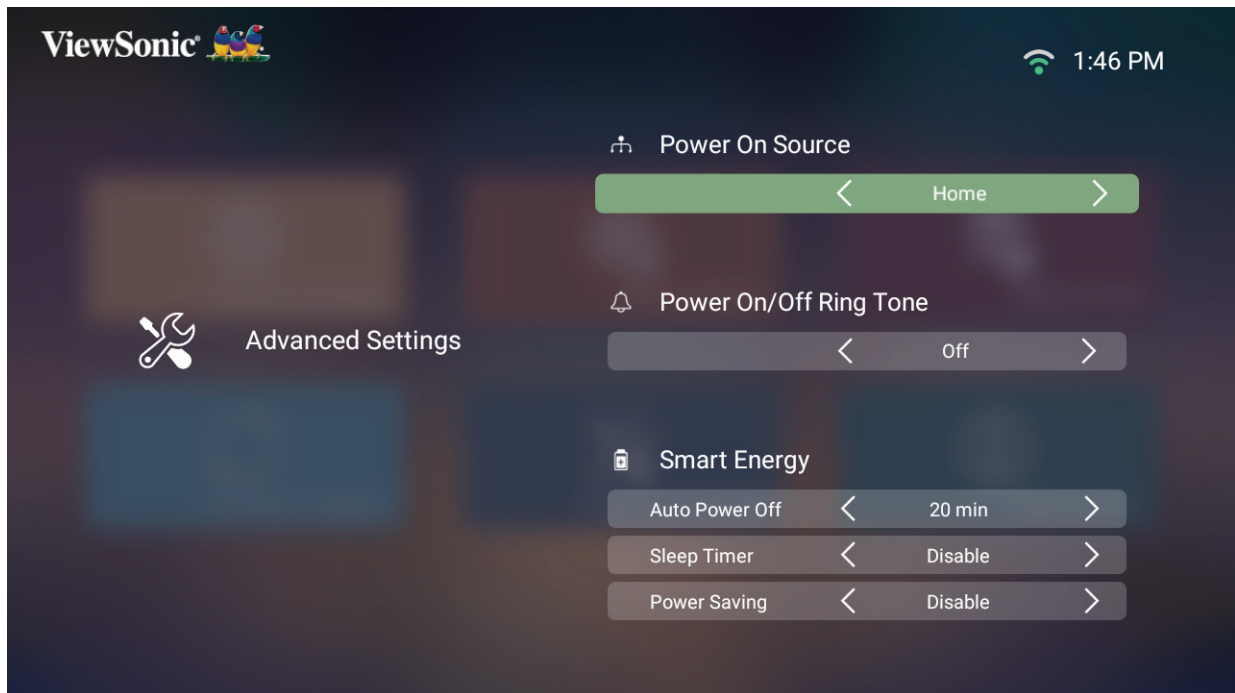 ViewSonic®
1:46 PM
Power On Source
Home
Power On/Off Ring Tone
Off
Advanced Settings
Smart Energy
Auto Power Off 20 min
Sleep Timer Disable
Power Saving Disable